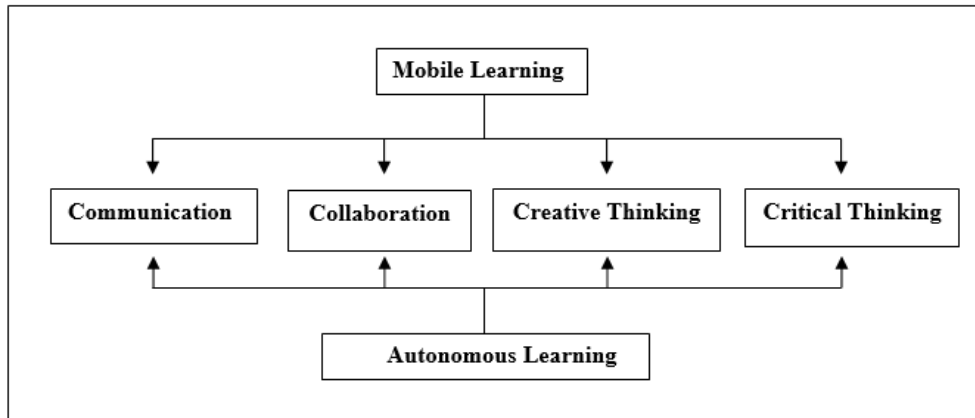 Mobile Learning
Communication
Collaboration
Creative Thinking
Critical Thinking
Autonomous Learning